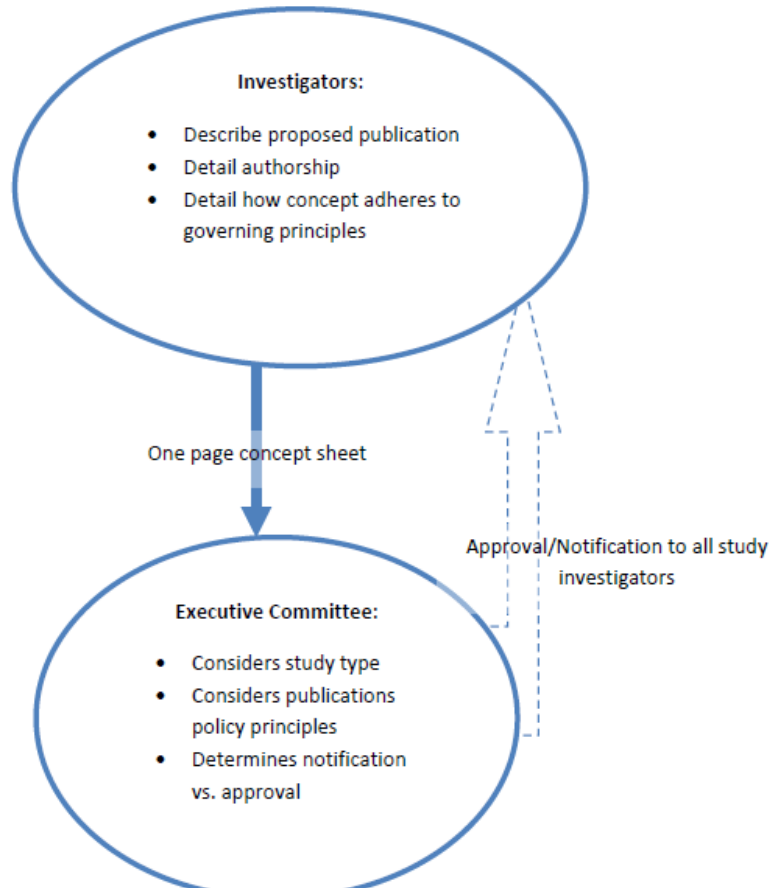 Investigators:
• Describe proposed publication
• Detail authorship
• Detail how concept adheres to
governing principles
One page concept sheet
Approval/Notification to all study
investigators
Executive Committee:
• Considers study type
• Considers publications
policy principles
• Determines notification
vs. approval